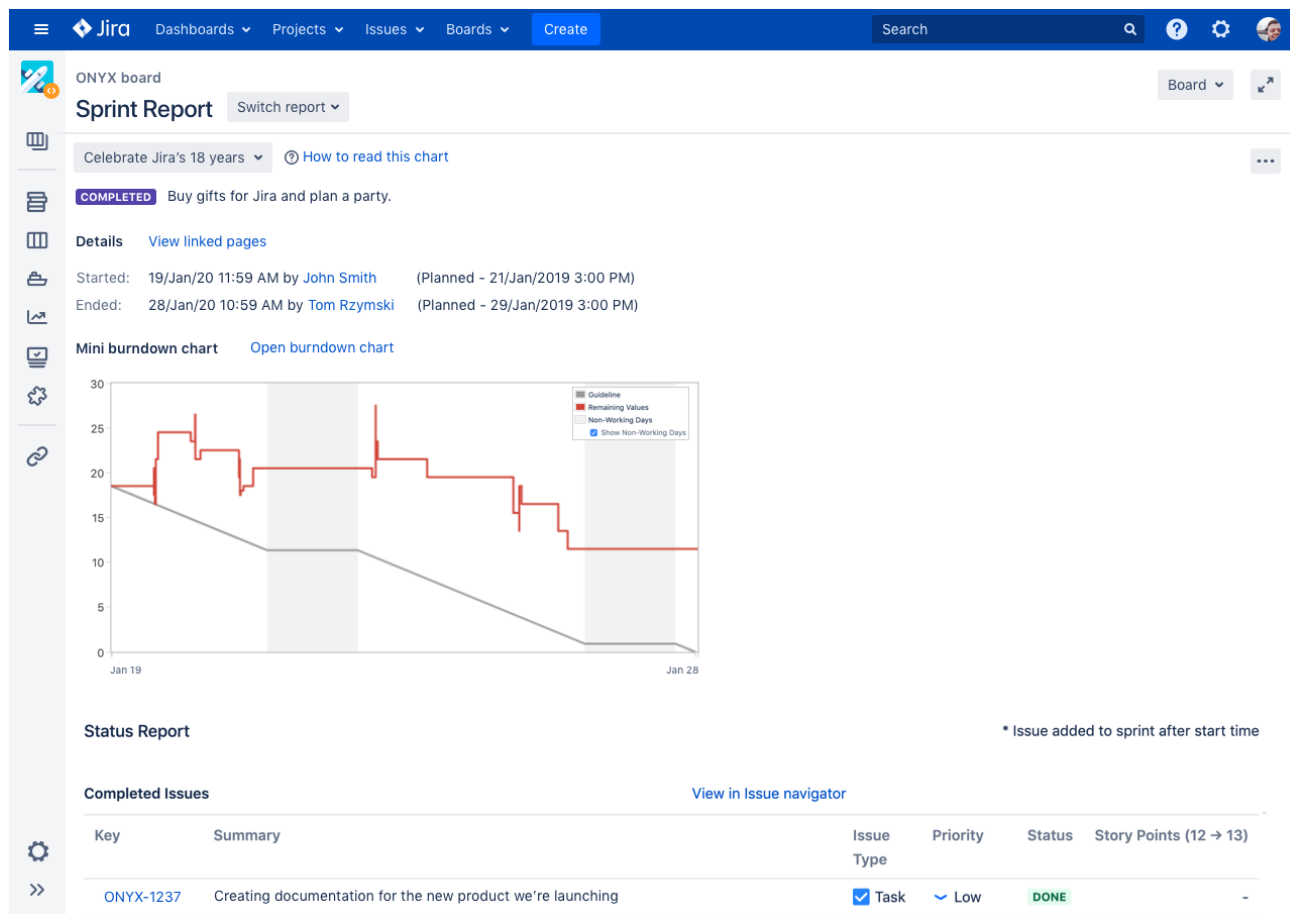 Jira Dashboards Projects Issues Boards Create Search
ONYX board
Board
Sprint Report Switch report
Celebrate Jira's 18 years How to read this chart
COMPLETED Buy gifts for Jira and plan a party.
Details View linked pages
Started: 19/Jan/20 11:59 AM by John Smith (Planned - 21/Jan/2019 3:00 PM)
Ended: 28/Jan/20 10:59 AM by Tom Rzymski (Planned - 29/Jan/2019 3:00 PM)
Mini burndown chart Open burndown chart
30
Guideline
Remaining Values
Non-Working Days
Show Non-Working Days
25
20
15
10
5
0
Jan 19 Jan 28
Status Report * Issue added to sprint after start time
Completed Issues View in Issue navigator
Key Summary Issue Type Priority Status Story Points (12 → 13)
ONYX-1237 Creating documentation for the new product we're launching Task Low DONE -